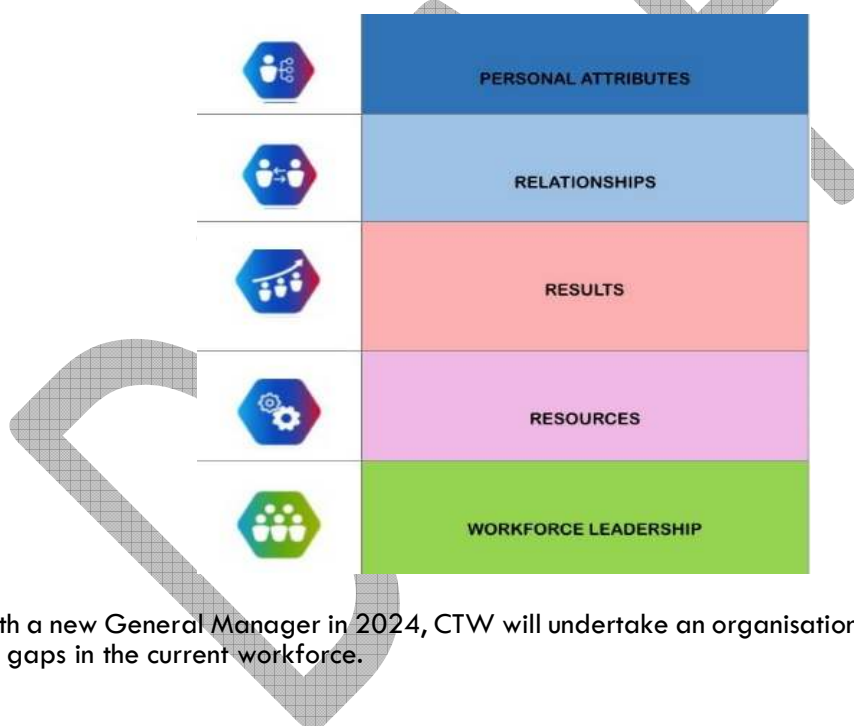 PERSONAL ATTRIBUTES
RELATIONSHIPS
RESULTS
RESOURCES
WORKFORCE LEADERSHIP
th a new General Manager in 2024, CTW will undertake an organisation
gaps in the current workforce.